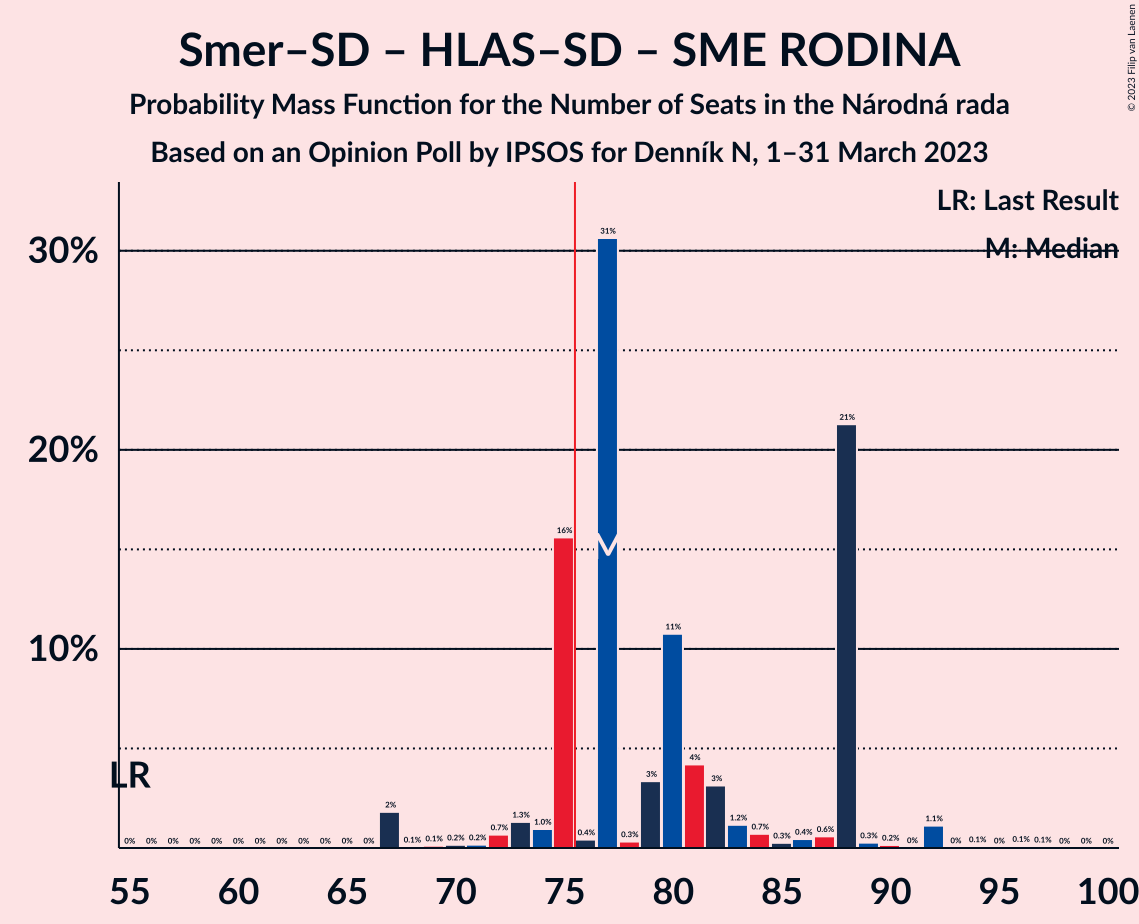 © 2023 Filip van Laenen
Smer–SD – HLAS–SD – SME RODINA
Probability Mass Function for the Number of Seats in the Národná rada
Based on an Opinion Poll by IPSOS for Denník N, 1–31 March 2023
LR: Last Result
M: Median
30%
20%
10%
LR
M
0% 0% 0% 0% 0% 0% 0% 0% 0% 0% 0% 0% 2% 0.1% 0.1% 0.2% 0.2% 0.7% 1.3% 1.0% 16% 0.4% 31% 0.3% 3% 11% 4% 3% 1.2% 0.7% 0.3% 0.4% 0.6% 21% 0.3% 0.2% 0% 1.1% 0% 0.1% 0% 0.1% 0.1% 0% 0% 0%
55 60 65 70 75 80 85 90 95 100